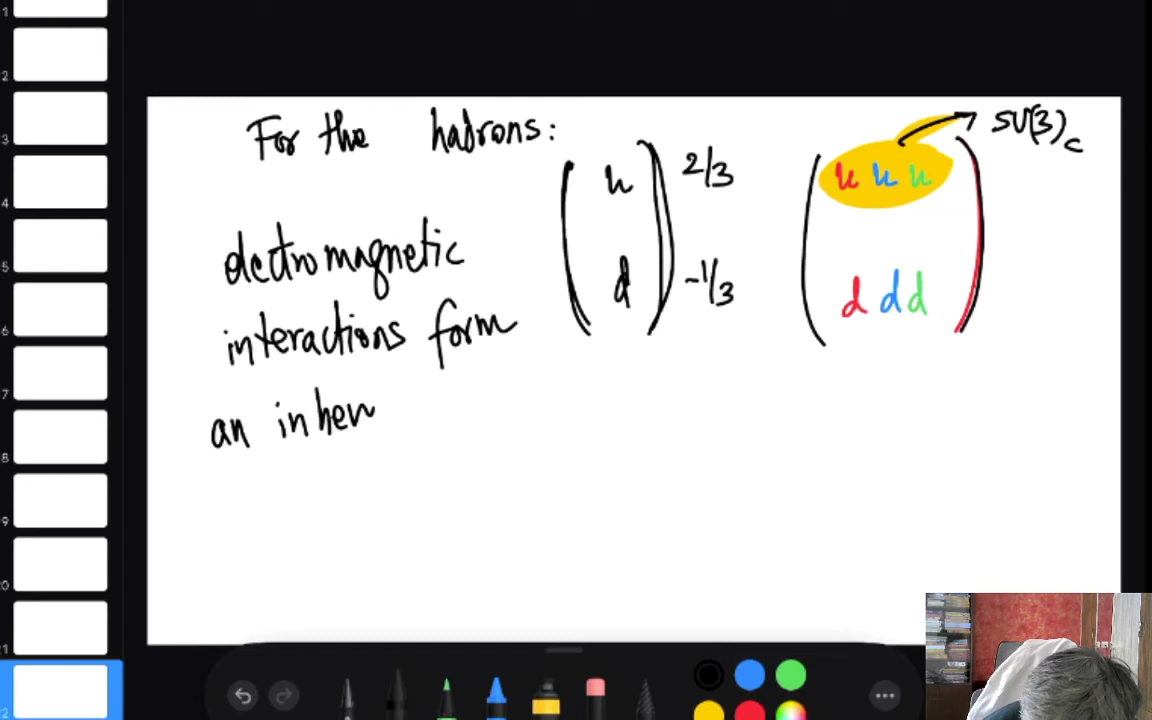 For the hadrons:
u 2/3
d -1/3
u u u
d d d
SU(3)c
electromagnetic
interactions form
an inher